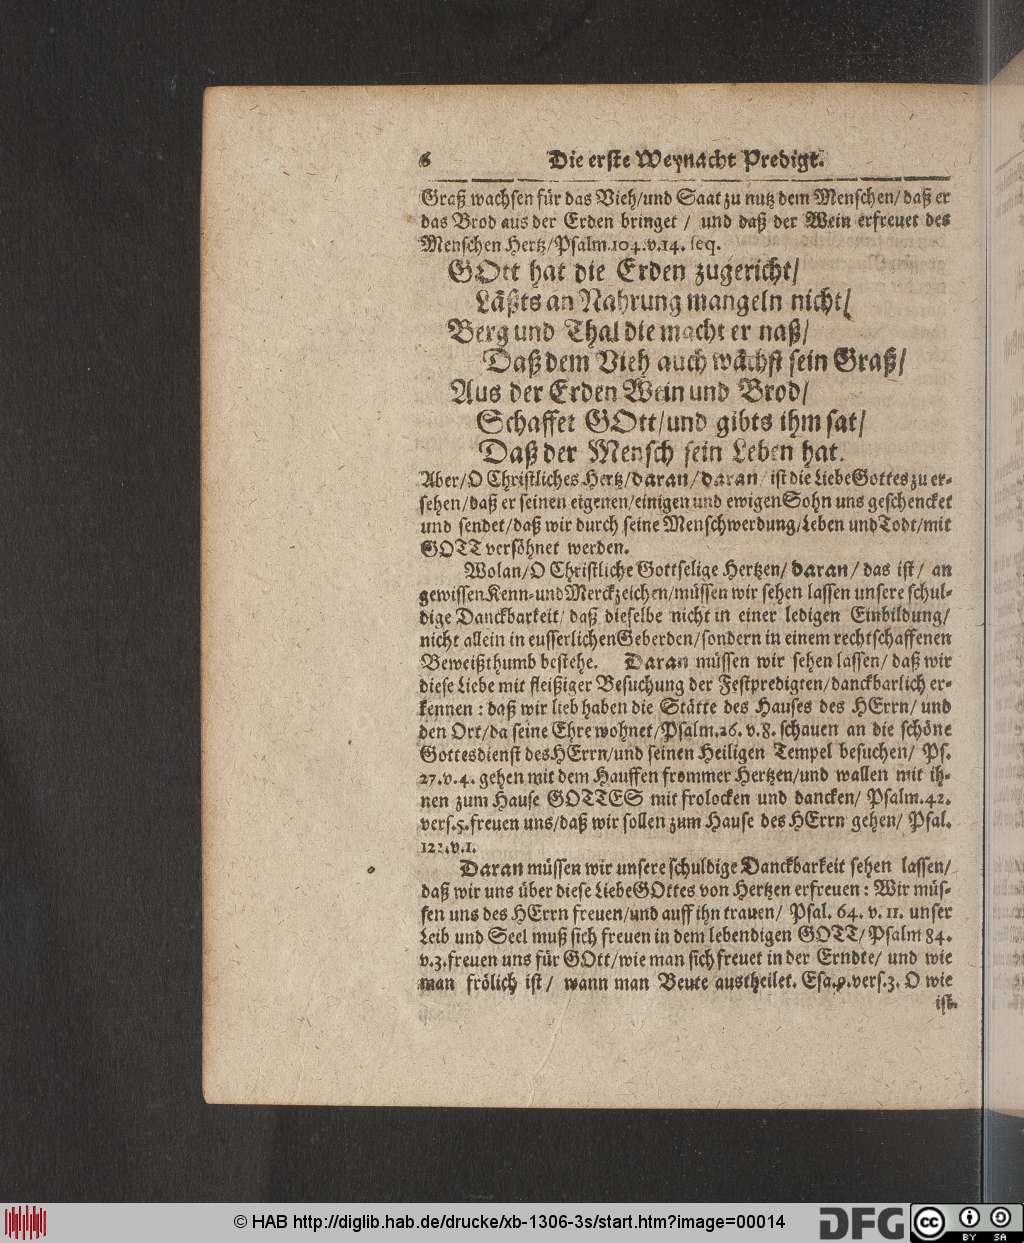 6 Die erste Weynacht Predigt.
Graß wachsen für das Vieh/und Saat zu nutz dem Menschen/ daß er
das Brod aus der Erden bringet / und daß der Wein erfreuet des
Menschen Hertz/Psalm.104.v.14. seq.
GOtt hat die Erden zugericht/
Läßts an Nahrung mangeln nicht/
Berg und Thal die macht er naß/
Daß dem Vieh auch wächst sein Graß/
Aus der Erden Wein und Brod/
Schaffet GOtt/und gibts ihm sat/
Daß der Mensch sein Leben hat.
Aber/O Christliches Hertz/daran/daran/ ist die Liebe Gottes zu er-
sehen/daß er seinen eigenen/einigen und ewigen Sohn uns geschencket
und sendet/daß wir durch seine Menschwerdung/Leben und Todt/mit
GOTT versöhnet werden.
Wolan/O Christliche Gottselige Hertzen/ daran/ das ist/ an
gewissen Kenn-und Merckzeichen/müssen wir sehen lassen unsere schul-
dige Danckbarkeit/ daß dieselbe nicht in einer ledigen Einbildung/
nicht allein in eusserlichen Geberden/sondern in einem rechtschaffenen
Beweißthumb bestehe. Daran müssen wir sehen lassen/ daß wir
diese Liebe mit fleißiger Besuchung der Festpredigten/danckbarlich er-
kennen : daß wir lieb haben die Stätte des Hauses des HErrn/ und
den Ort/da seine Ehre wohnet/Psalm.26. v.8. schauen an die schöne
Gottesdienst des HErrn/und seinen Heiligen Tempel besuchen/ Ps.
27.v.4. gehen mit dem Hauffen frommer Hertzen/und wallen mit ih-
nen zum Hause GOTTES mit frolocken und dancken/ Psalm.42.
vers.5.freuen uns/daß wir sollen zum Hause des HErrn gehen/ Psal.
122.v.1.
Daran müssen wir unsere schuldige Danckbarkeit sehen lassen/
daß wir uns über diese Liebe GOttes von Hertzen erfreuen : Wir müs-
sen uns des HErrn freuen/und auff ihn trauen/ Psal. 64. v. 11. unser
Leib und Seel muß sich freuen in dem lebendigen GOTT/ Psalm 84.
v.3.freuen uns für GOtt/wie man sich freuet in der Erndte/ und wie
man frölich ist/ wann man Beute austheilet. Esa.9.vers.3. O wie
ist
© HAB http://diglib.hab.de/drucke/xb-1306-3s/start.htm?image=00014
DFG
cc BY SA